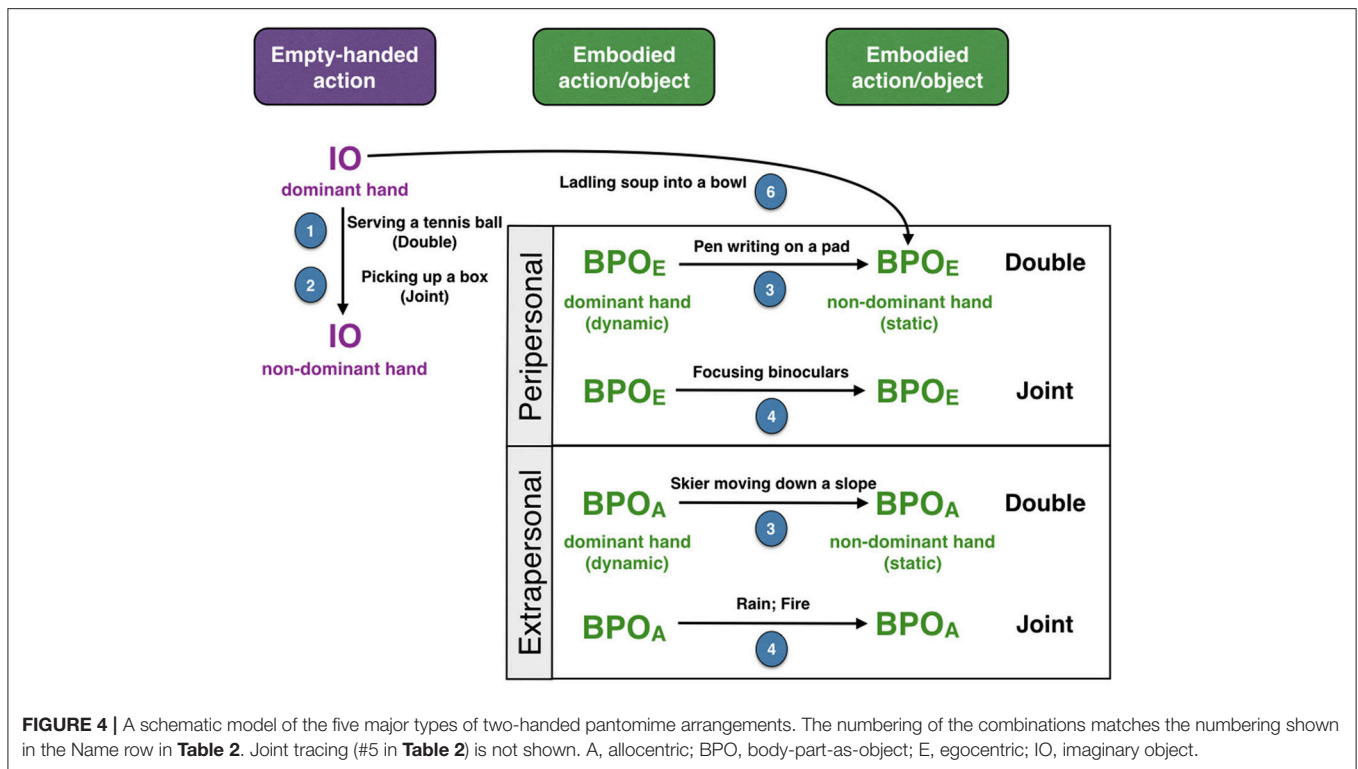 Empty-handed
action
Embodied
action/object
Embodied
action/object
IO
dominant hand
Ladling soup into a bowl
6
1
Serving a tennis ball
(Double)
2
Picking up a box
(Joint)
IO
non-dominant hand
Peripersonal
BPOE
Pen writing on a pad
BPOE
Double
3
dominant hand
(dynamic)
non-dominant hand
(static)
BPOE
Focusing binoculars
BPOE
Joint
4
Extrapersonal
BPOA
Skier moving down a slope
BPOA
Double
3
dominant hand
(dynamic)
non-dominant hand
(static)
BPOA
Rain; Fire
BPOA
Joint
4
FIGURE 4 | A schematic model of the five major types of two-handed pantomime arrangements. The numbering of the combinations matches the numbering shown
in the Name row in Table 2. Joint tracing (#5 in Table 2) is not shown. A, allocentric; BPO, body-part-as-object; E, egocentric; IO, imaginary object.